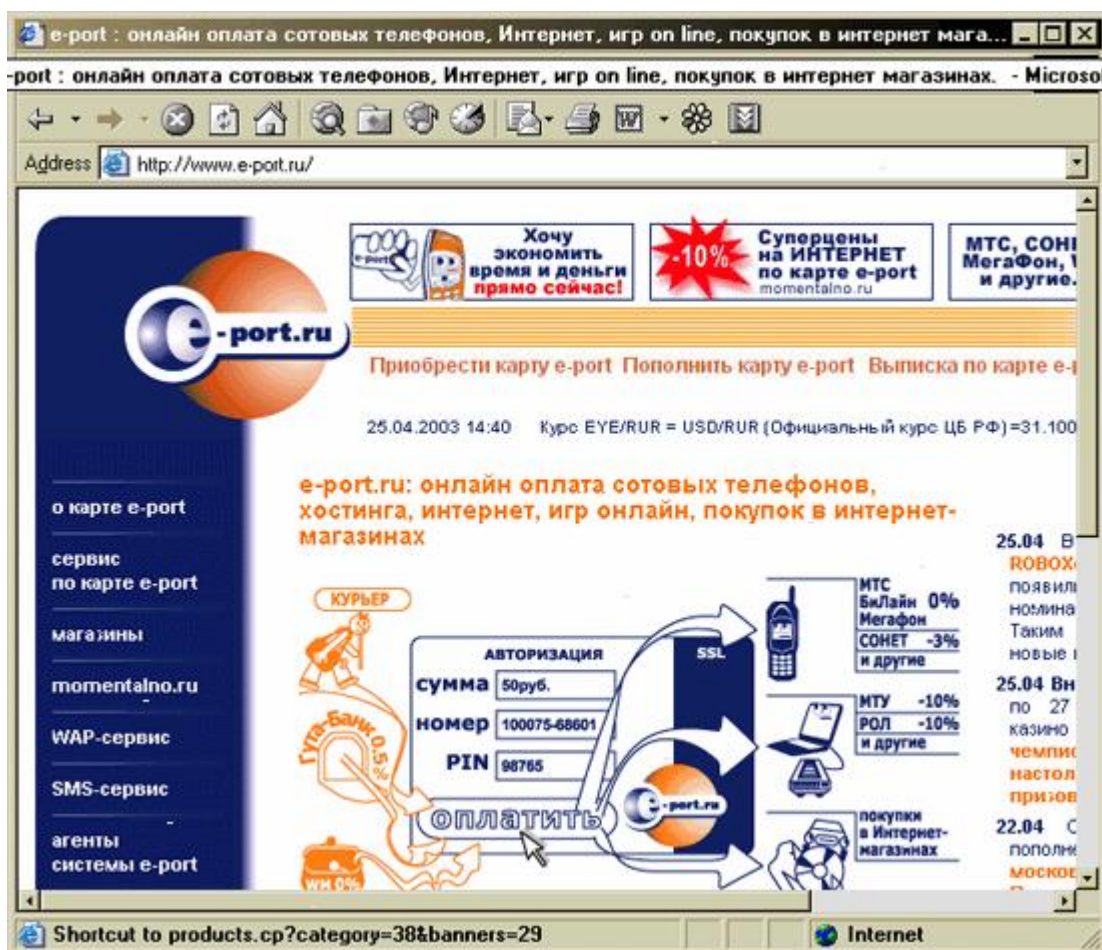 e-port : онлайн оплата сотовых телефонов, Интернет, игр on line, покупок в интернет мага...
-port : онлайн оплата сотовых телефонов, Интернет, игр on line, покупок в интернет магазинах. - Microso
Address http://www.e-port.ru/
Хочу
экономить
время и деньги
прямо сейчас!
e-port
-10%
Суперцены
на ИНТЕРНЕТ
по карте e-port
momentalno.ru
МТС, СОН
МегаФон,
и другие.
e-port.ru
Приобрести карту e-port Пополнить карту e-port Выписка по карте e-
25.04.2003 14:40 Курс EYE/RUR = USD/RUR (Официальный курс ЦБ РФ)=31.100
о карте e-port
сервис
по карте e-port
магазины
momentalno.ru
WAP-сервис
SMS-сервис
агенты
системы e-port
e-port.ru: онлайн оплата сотовых телефонов,
хостинга, интернет, игр онлайн, покупок в интернет-
магазинах
КУРЬЕР
Гута-Банк 0.5%
WM 0%
АВТОРИЗАЦИЯ
SSL
сумма 50руб.
номер 100075-68601
PIN 98765
оплатить
e-port.ru
МТС
БиЛайн 0%
Мегафон
СОНЕТ -3%
и другие
МТУ -10%
РОЛ -10%
и другие
покупки
в Интернет-
магазинах
25.04 В
ROBOX
появил
номина
Таким
новые
25.04 Вн
по 27
казино
чемпис
настол
призов
22.04 С
пополне
москов
Shortcut to products.cp?category=38&banners=29
Internet